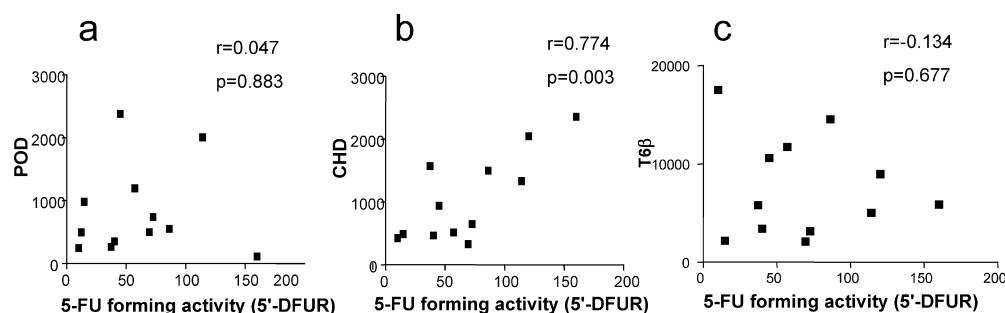 a
r=0.047
p=0.883
3000
2000
1000
0
POD
0 50 100 150 200
5-FU forming activity (5'-DFUR)
b
r=0.774
p=0.003
3000
2000
1000
0
CHD
0 50 100 150 200
5-FU forming activity (5'-DFUR)
c
r=-0.134
p=0.677
20000
10000
0
T6β
0 50 100 150 200
5-FU forming activity (5'-DFUR)